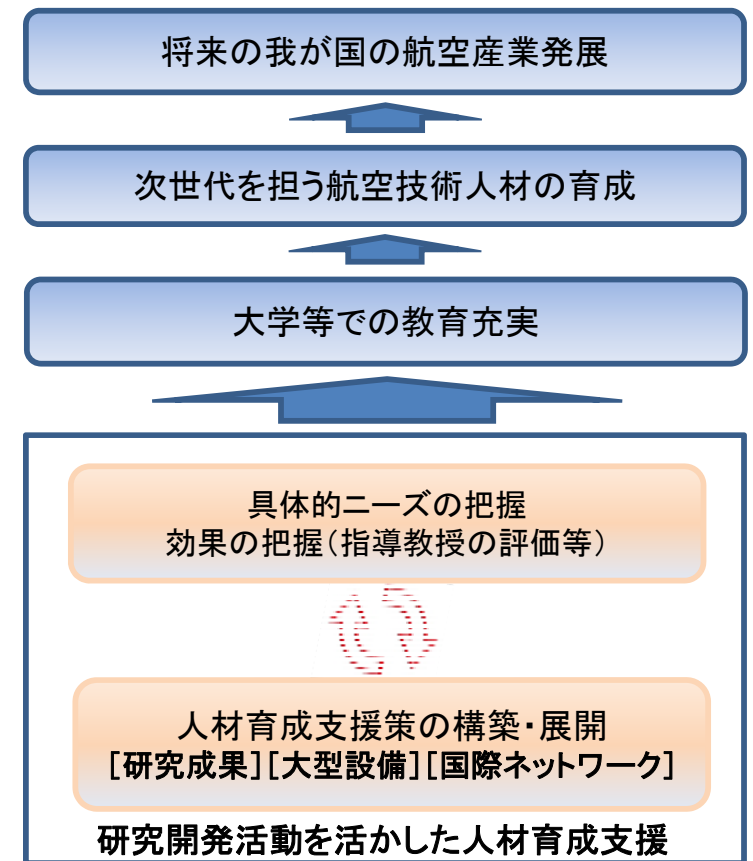 将来の我が国の航空産業発展
次世代を担う航空技術人材の育成
大学等での教育充実
具体的ニーズの把握
効果の把握（指導教授の評価等）
人材育成支援策の構築・展開
[研究成果][大型設備][国際ネットワーク]
研究開発活動を活かした人材育成支援